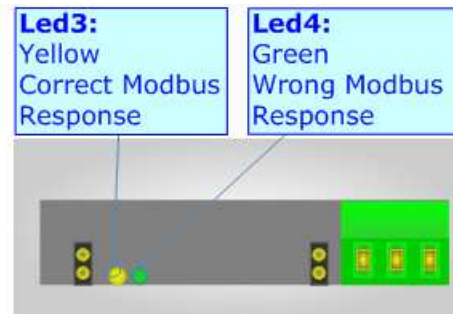 Led3:
Yellow
Correct Modbus
Response
Led4:
Green
Wrong Modbus
Response